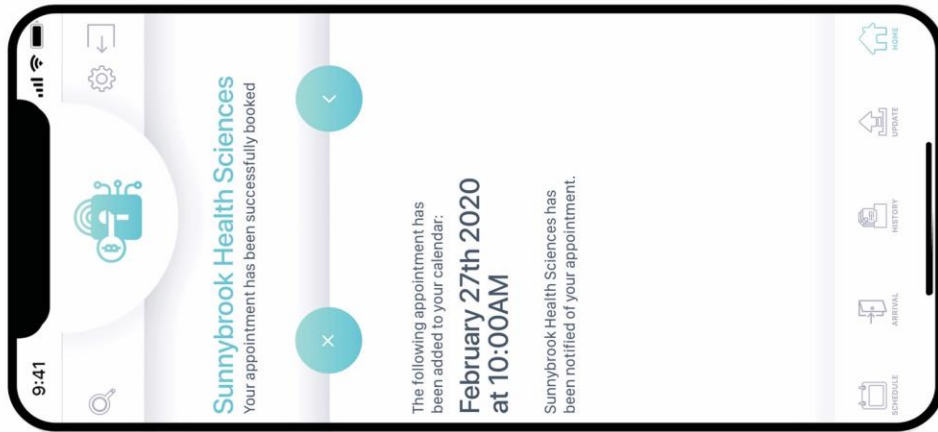 9:41
Sunnybrook Health Sciences
Your appointment has been successfully booked
The following appointment has
been added to your calendar:
February 27th 2020
at 10:00AM
Sunnybrook Health Sciences has
been notified of your appointment.
SCHEDULE
ARRIVAL
HISTORY
UPDATE
HOME